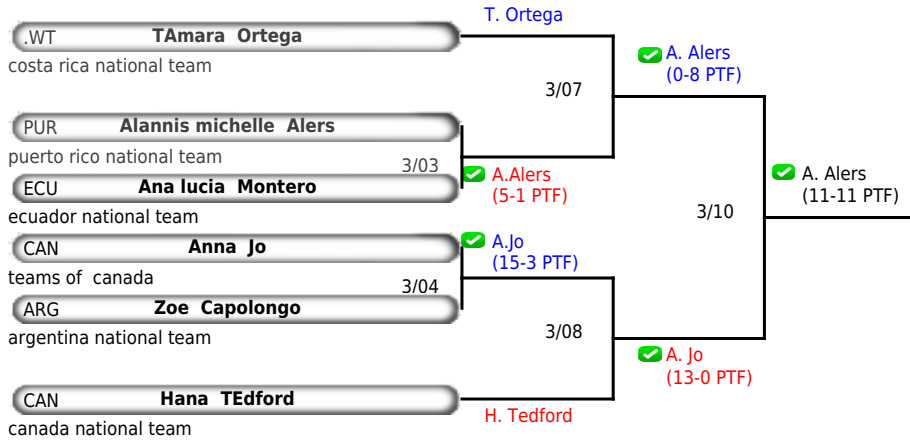 T. Ortega
.WT TAmara Ortega
costa rica national team
A. Alers
(0-8 PTF)
3/07
PUR Alannis michelle Alers
puerto rico national team
3/03
A.Alers
(5-1 PTF)
ECU Ana lucia Montero
ecuador national team
A. Alers
(11-11 PTF)
3/10
CAN Anna Jo
teams of canada
A.Jo
(15-3 PTF)
3/04
ARG Zoe Capolongo
argentina national team
3/08
A. Jo
(13-0 PTF)
CAN Hana TEdford
canada national team
H. Tedford